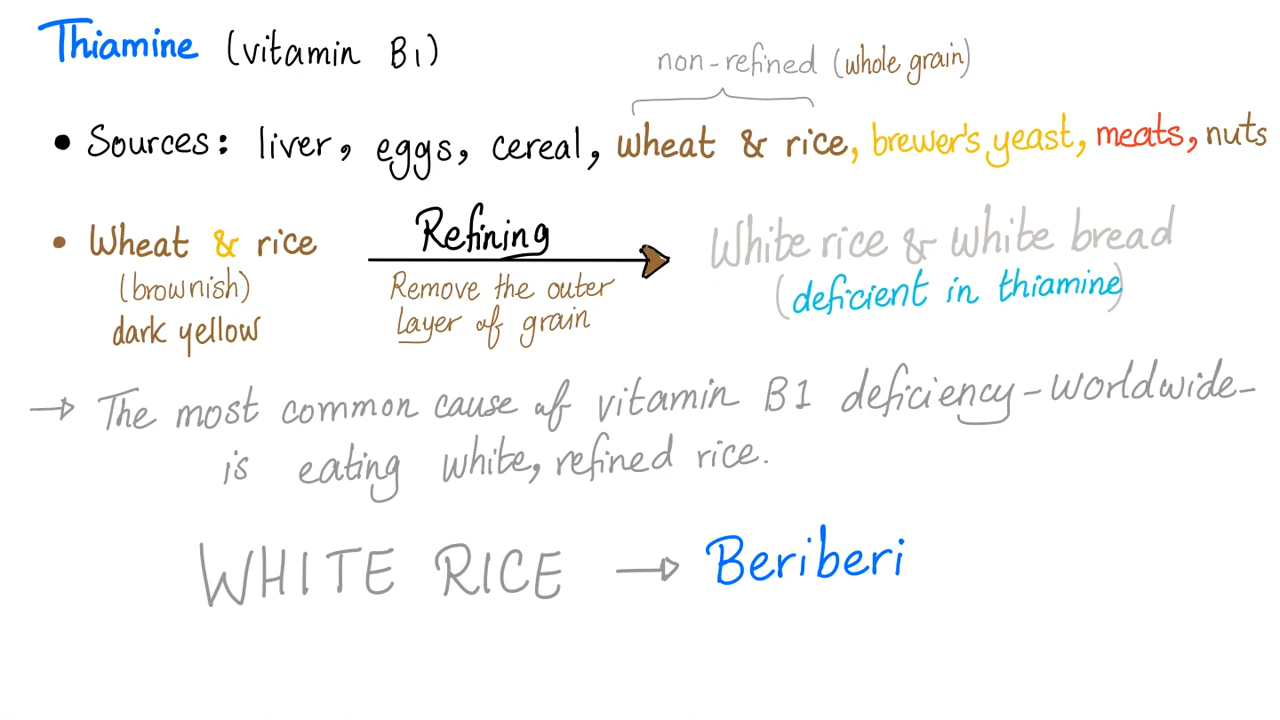 Thiamine (vitamin B1)
non-refined (whole grain)
• Sources: liver, eggs, cereal, wheat & rice, brewer's yeast, meats, nuts
• Wheat & rice
(brownish)
dark yellow
Refining
Remove the outer
layer of grain
White rice & white bread
(deficient in thiamine)
→ The most common cause of vitamin B1 deficiency-worldwide-
is eating white, refined rice.
WHITE RICE → Beriberi